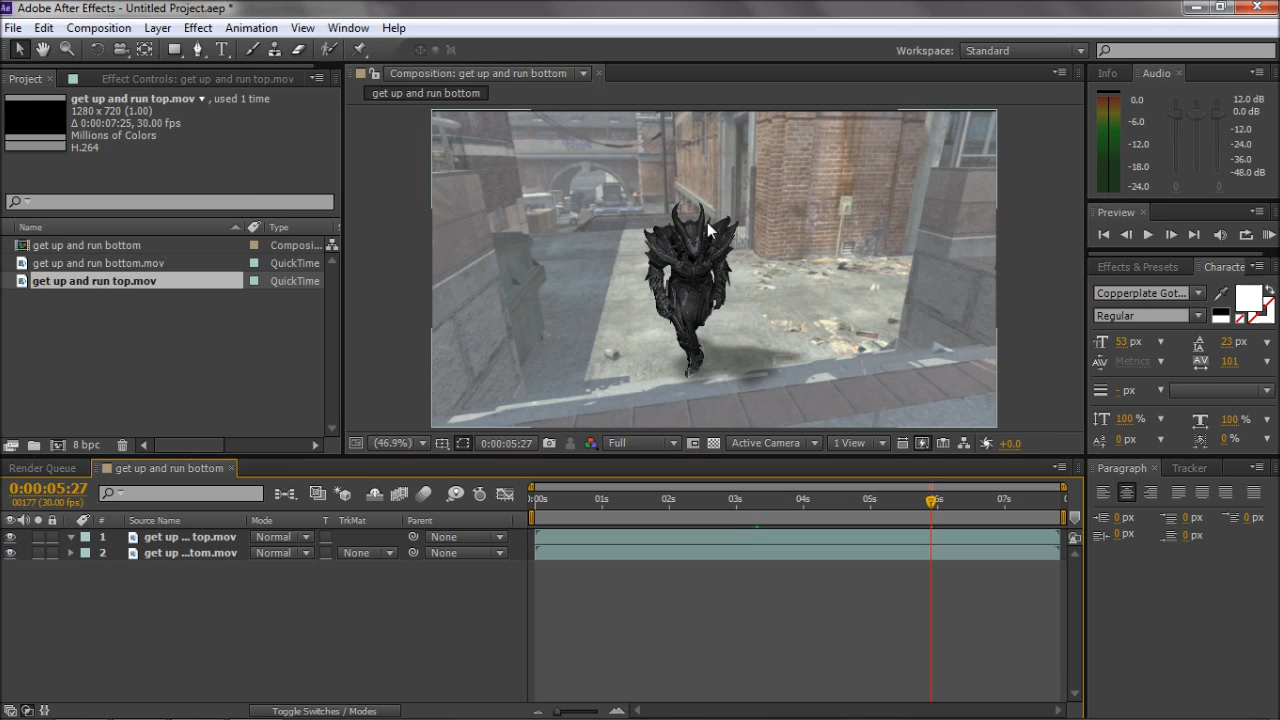 Adobe After Effects - Untitled Project.aep *
File Edit Composition Layer Effect Animation View Window Help
Workspace: Standard
Project Effect Controls: get up and run top.mov
Composition: get up and run bottom
Info Audio
get up and run top.mov , used 1 time
1280 x 720 (1.00)
Δ 0:00:07:25, 30.00 fps
Millions of Colors
H.264
get up and run bottom
0.0
-6.0
-12.0
-18.0
-24.0
12.0 dB
0.0 dB
-12.0
-24.0
-36.0
-48.0 dB
0 0
Preview
Name Type
get up and run bottom Composi...
get up and run bottom.mov QuickTime
get up and run top.mov QuickTime
Effects & Presets Characte
Copperplate Got...
Regular
53 px 23 px
Metrics 101
- px
100 % 100 %
0 px 0 %
8 bpc
(46.9%) 0:00:05:27 Full Active Camera 1 View +0.0
Render Queue get up and run bottom
0:00:05:27
00177 (30.00 fps)
:00s 01s 02s 03s 04s 05s 06s 07s
# Source Name Mode T TrkMat Parent
1 get up ... top.mov Normal None
2 get up ...tom.mov Normal None None
Paragraph Tracker
0 px 0 px 0 px
0 px 0 px
Toggle Switches / Modes